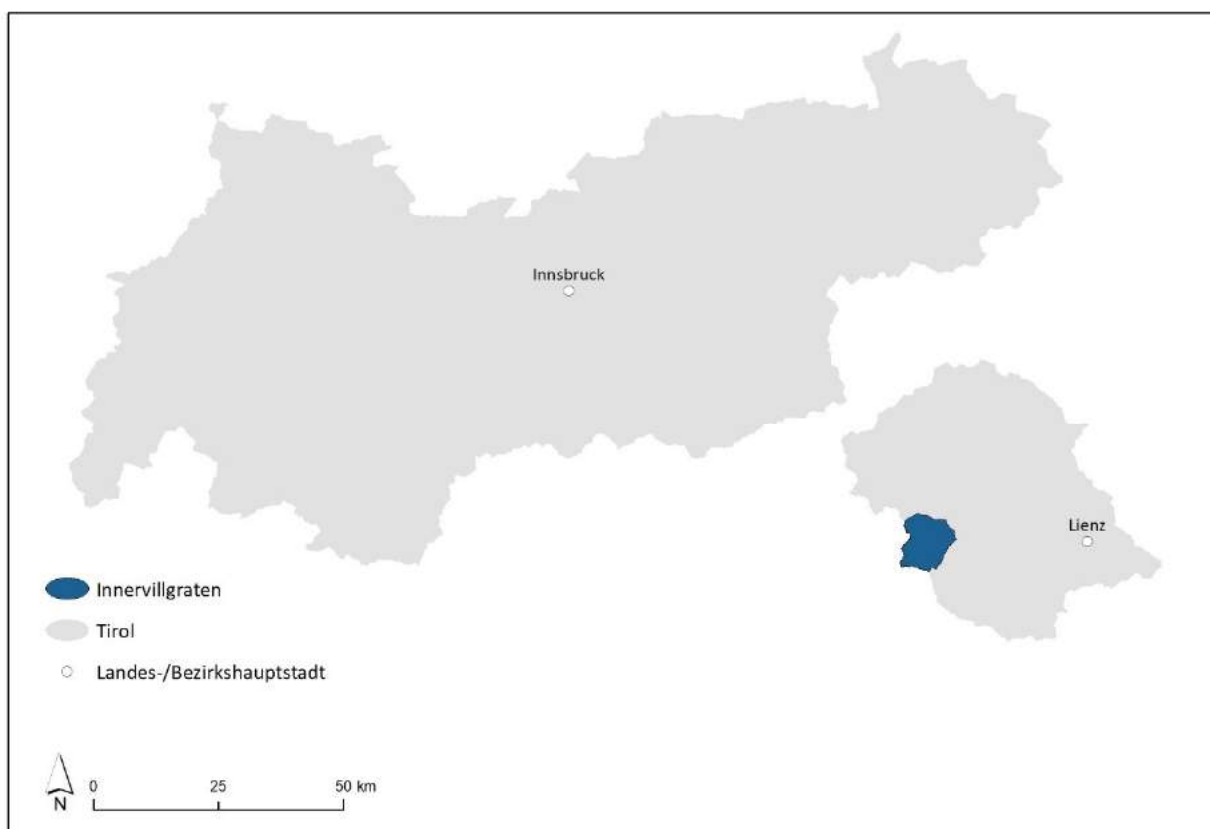 Innsbruck
Lienz
Innervillgraten
Tirol
Landes-/Bezirkshauptstadt
0 25 50 km
N